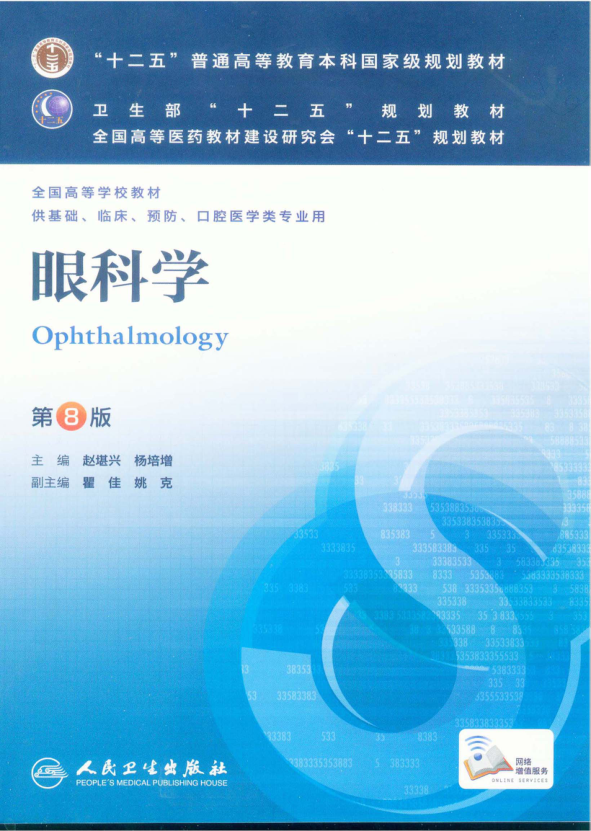 “十二五”普通高等教育本科国家级规划教材
卫生部“十二五”规划教材
全国高等医药教材建设研究会“十二五”规划教材
十二五
全国高等学校教材
供基础、临床、预防、口腔医学类专业用
眼科学
Ophthalmology
第8版
主 编 赵堪兴 杨培增
副主编 瞿 佳 姚 克
人民卫生出版社
PEOPLE'S MEDICAL PUBLISHING HOUSE
网络
增值服务
ONLINE SERVICES